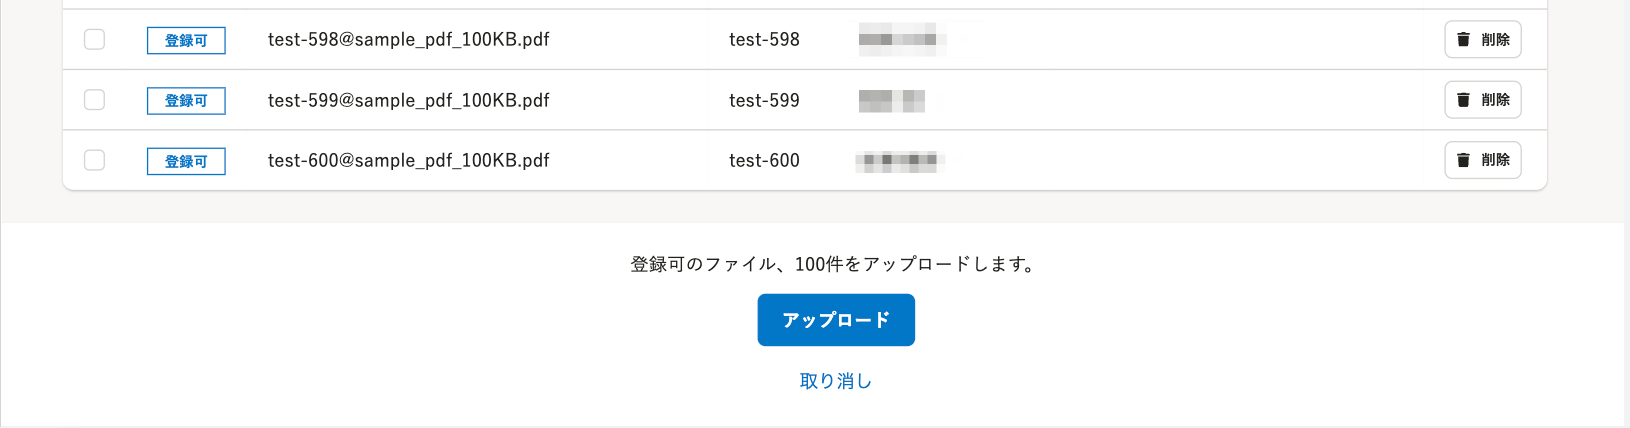 登録可 test-598@sample_pdf_100KB.pdf test-598 削除
登録可 test-599@sample_pdf_100KB.pdf test-599 削除
登録可 test-600@sample_pdf_100KB.pdf test-600 削除
登録可のファイル、100件をアップロードします。
アップロード
取り消し